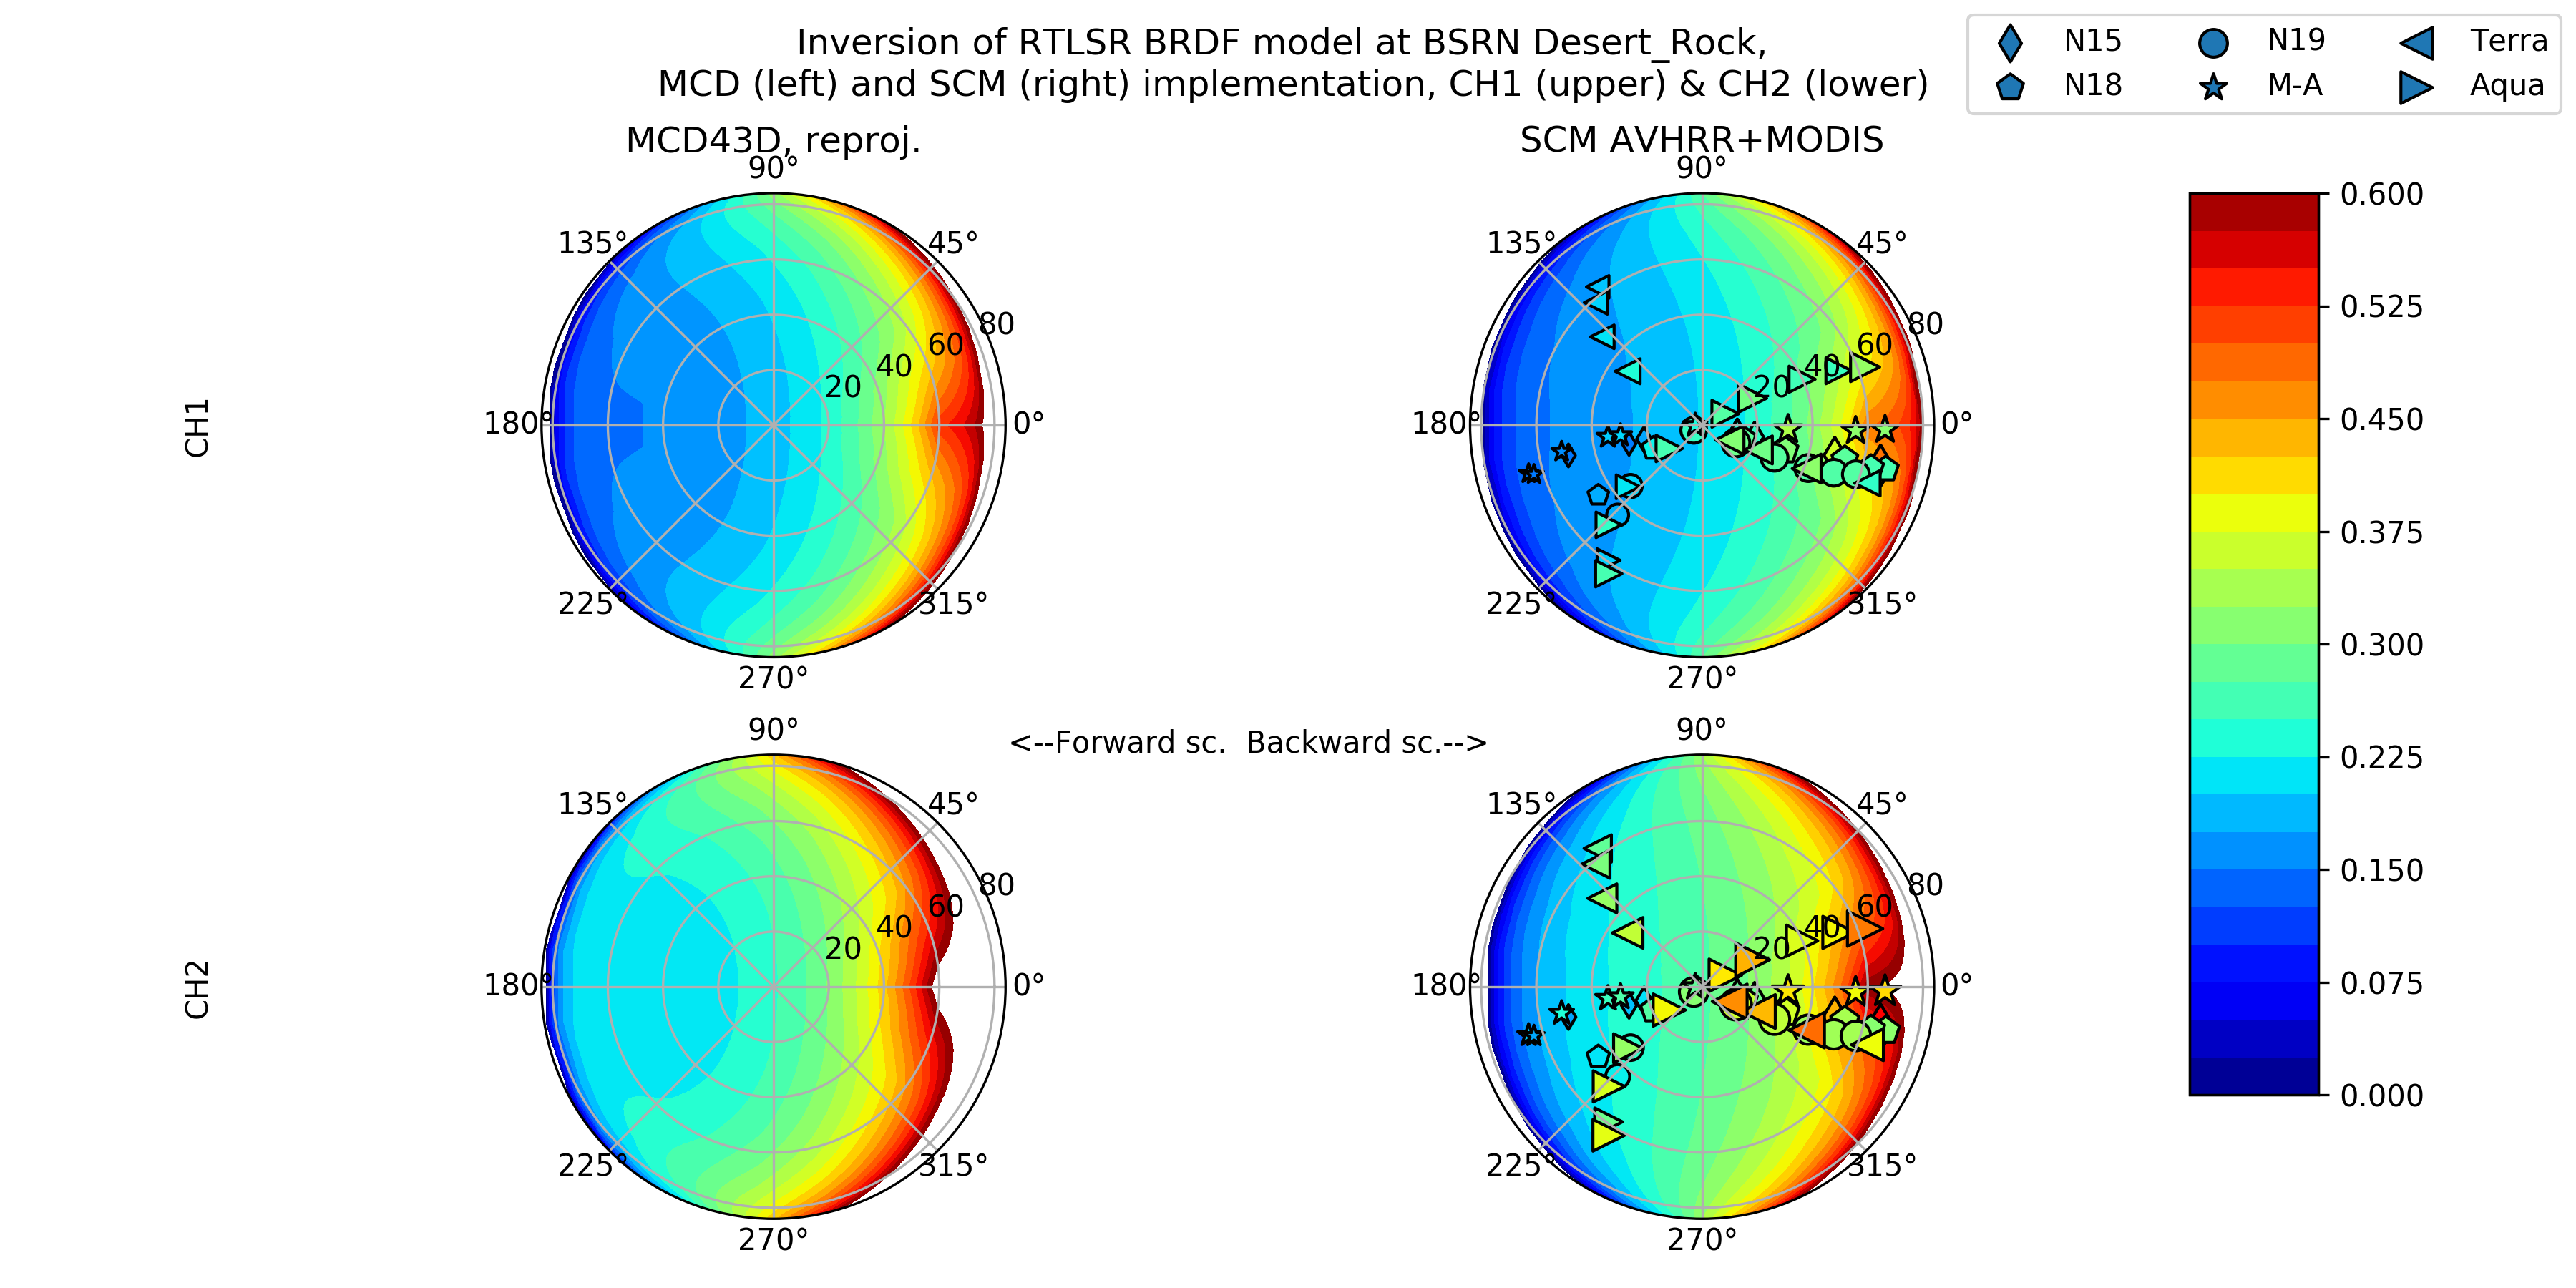 Inversion of RTLSR BRDF model at BSRN Desert_Rock,
MCD (left) and SCM (right) implementation, CH1 (upper) & CH2 (lower)
N15 N19 Terra
N18 M-A Aqua
MCD43D, reproj.
SCM AVHRR+MODIS
CH1
90°
135° 45°
180° 0°
225° 315°
270°
20 40 60 80
90°
135° 45°
180° 0°
225° 315°
270°
20 40 60 80
<--Forward sc. Backward sc.-->
CH2
90°
135° 45°
180° 0°
225° 315°
270°
20 40 60 80
90°
135° 45°
180° 0°
225° 315°
270°
20 40 60 80
0.600
0.525
0.450
0.375
0.300
0.225
0.150
0.075
0.000